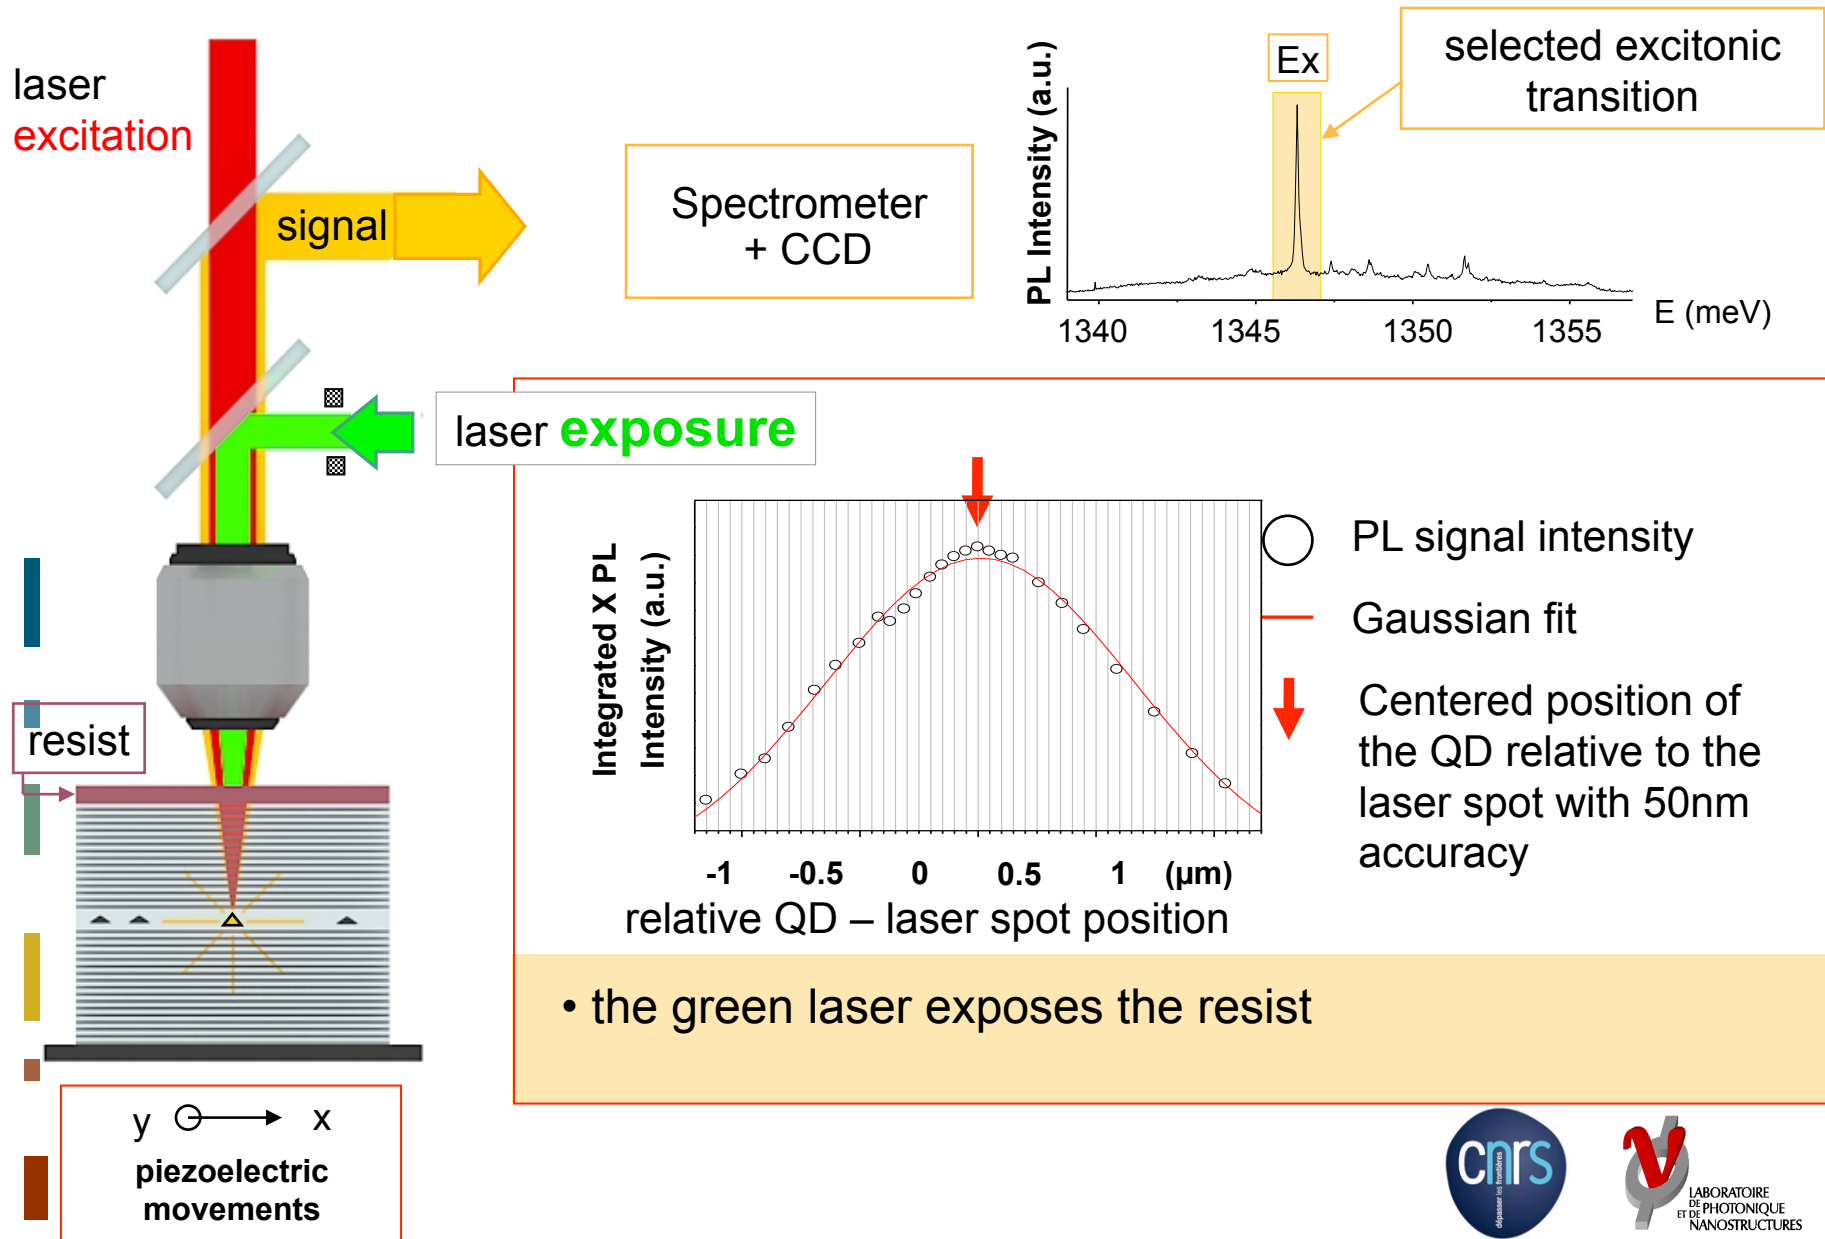 laser
excitation
signal
Spectrometer
+ CCD
PL Intensity (a.u.)
Ex
selected excitonic
transition
1340
1345
1350
1355
E (meV)
laser exposure
Integrated X PL
Intensity (a.u.)
-1
-0.5
0
0.5
1
(µm)
relative QD – laser spot position
PL signal intensity
Gaussian fit
Centered position of
the QD relative to the
laser spot with 50nm
accuracy
resist
• the green laser exposes the resist
y
x
piezoelectric
movements
cnrs
dépasser les frontières
LABORATOIRE
DE PHOTONIQUE
ET DE NANOSTRUCTURES